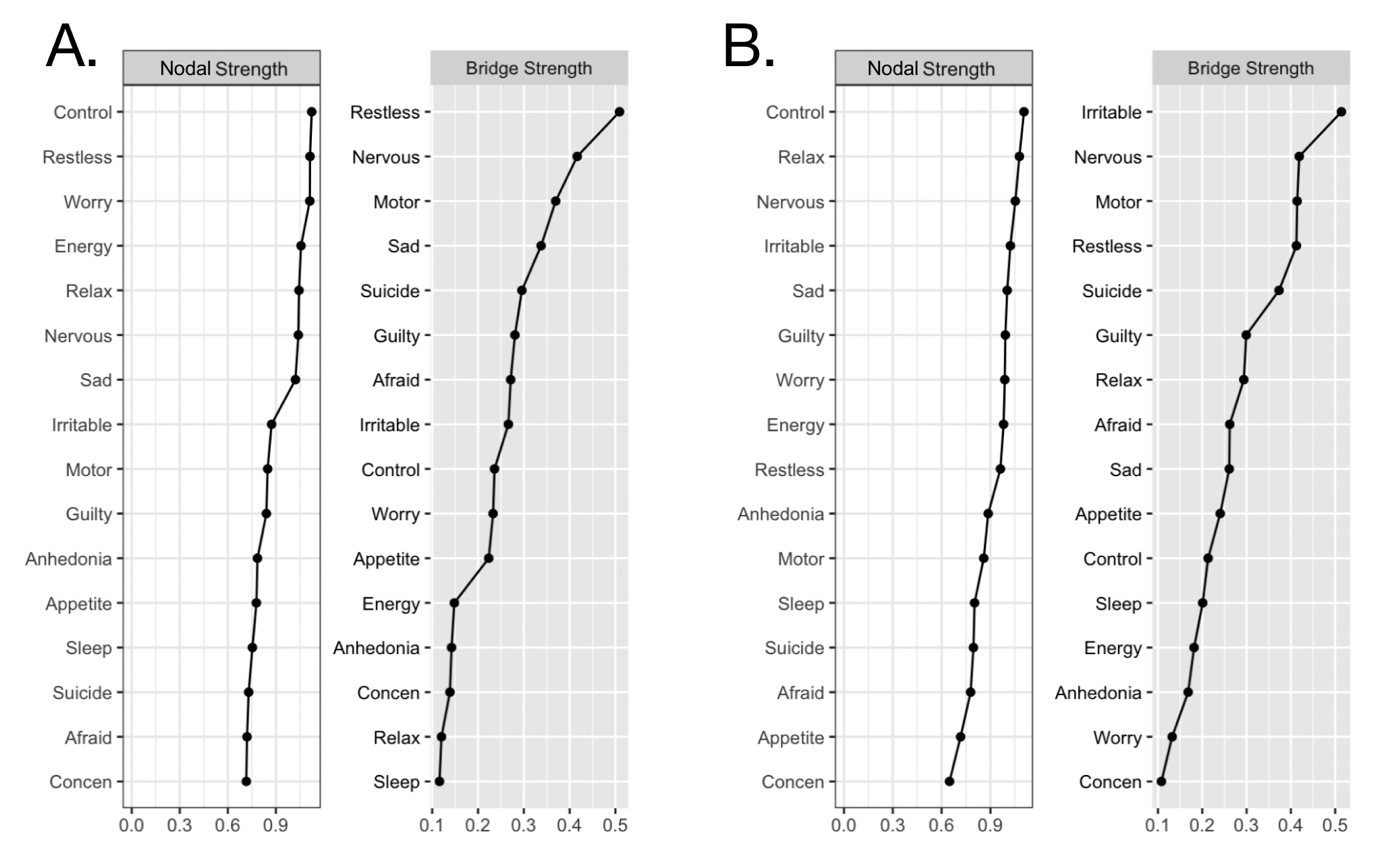 A.
Nodal Strength
Control
Restless
Worry
Energy
Relax
Nervous
Sad
Irritable
Motor
Guilty
Anhedonia
Appetite
Sleep
Suicide
Afraid
Concen
0.0 0.3 0.6 0.9
Bridge Strength
Restless
Nervous
Motor
Sad
Suicide
Guilty
Afraid
Irritable
Control
Worry
Appetite
Energy
Anhedonia
Concen
Relax
Sleep
0.1 0.2 0.3 0.4 0.5
B.
Nodal Strength
Control
Relax
Nervous
Irritable
Sad
Guilty
Worry
Energy
Restless
Anhedonia
Motor
Sleep
Suicide
Afraid
Appetite
Concen
0.0 0.3 0.6 0.9
Bridge Strength
Irritable
Nervous
Motor
Restless
Suicide
Guilty
Relax
Afraid
Sad
Appetite
Control
Sleep
Energy
Anhedonia
Worry
Concen
0.1 0.2 0.3 0.4 0.5